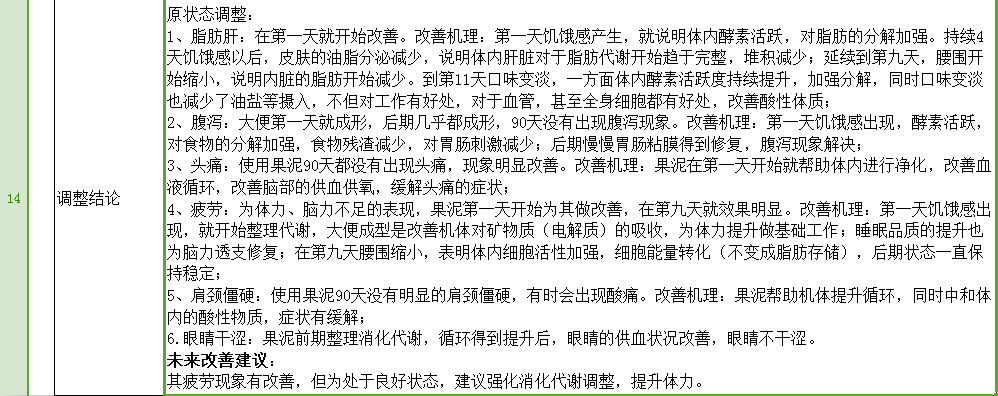 原状态调整：
1、脂肪肝：在第一天就开始改善。改善机理：第一天饥饿感产生，就说明体内酵素活跃，对脂肪的分解加强。持续4
天饥饿感以后，皮肤的油脂分泌减少，说明体内肝脏对于脂肪代谢开始趋于完整，堆积减少；延续到第九天，腰围开
始缩小，说明内脏的脂肪开始减少。到第11天口味变淡，一方面体内酵素活跃度持续提升，加强分解，同时口味变淡
也减少了油盐等摄入，不但对工作有好处，对于血管，甚至全身细胞都有好处，改善酸性体质；
2、腹泻：大便第一天就成形，后期几乎都成形，90天没有出现腹泻现象。改善机理：第一天饥饿感出现，酵素活跃，
对食物的分解加强，食物残渣减少，对胃肠刺激减少；后期慢慢胃肠粘膜得到修复，腹泻现象解决；
3、头痛：使用果泥90天都没有出现头痛，现象明显改善。改善机理：果泥在第一天开始就帮助体内进行净化，改善血
液循环，改善脑部的供血供氧，缓解头痛的症状；
14
调整结论
4、疲劳：为体力、脑力不足的表现，果泥第一天开始为其做改善，在第九天就效果明显。改善机理：第一天饥饿感出
现，就开始整理代谢，大便成型是改善机体对矿物质（电解质）的吸收，为体力提升做基础工作；睡眠品质的提升也
为脑力透支修复；在第九天腰围缩小，表明体内细胞活性加强，细胞能量转化（不变成脂肪存储），后期状态一直保
持稳定；
5、肩颈僵硬：使用果泥90天没有明显的肩颈僵硬，有时会出现酸痛。改善机理：果泥帮助机体提升循环，同时中和体
内的酸性物质，症状有缓解；
6.眼睛干涩：果泥前期整理消化代谢，循环得到提升后，眼睛的供血状况改善，眼睛不干涩。
未来改善建议：
其疲劳现象有改善，但为处于良好状态，建议强化消化代谢调整，提升体力。